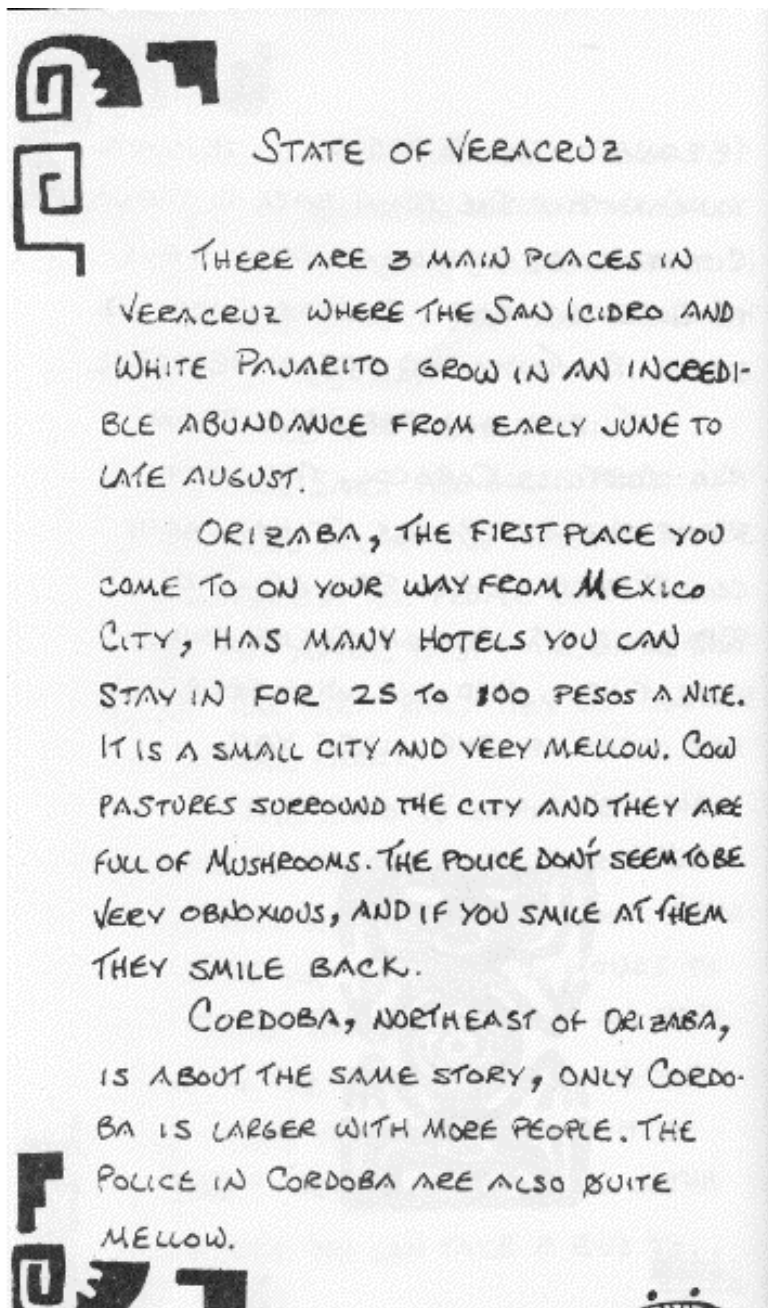 STATE OF VERACRUZ
THERE ARE 3 MAIN PLACES IN
VERACRUZ WHERE THE SAN ICIDRO AND
WHITE PAJARITO GROW IN AN INCREDI-
BLE ABUNDANCE FROM EARLY JUNE TO
LATE AUGUST.
ORIZABA, THE FIRST PLACE YOU
COME TO ON YOUR WAY FROM MEXICO
CITY, HAS MANY HOTELS YOU CAN
STAY IN FOR 25 TO 100 PESOS A NITE.
IT IS A SMALL CITY AND VERY MELLOW. COW
PASTURES SURROUND THE CITY AND THEY ARE
FULL OF MUSHROOMS. THE POLICE DON'T SEEM TO BE
VERY OBNOXIOUS, AND IF YOU SMILE AT THEM
THEY SMILE BACK.
CORDOBA, NORTHEAST OF ORIZABA,
IS ABOUT THE SAME STORY, ONLY CORDO-
BA IS LARGER WITH MORE PEOPLE. THE
POLICE IN CORDOBA ARE ALSO QUITE
MELLOW.